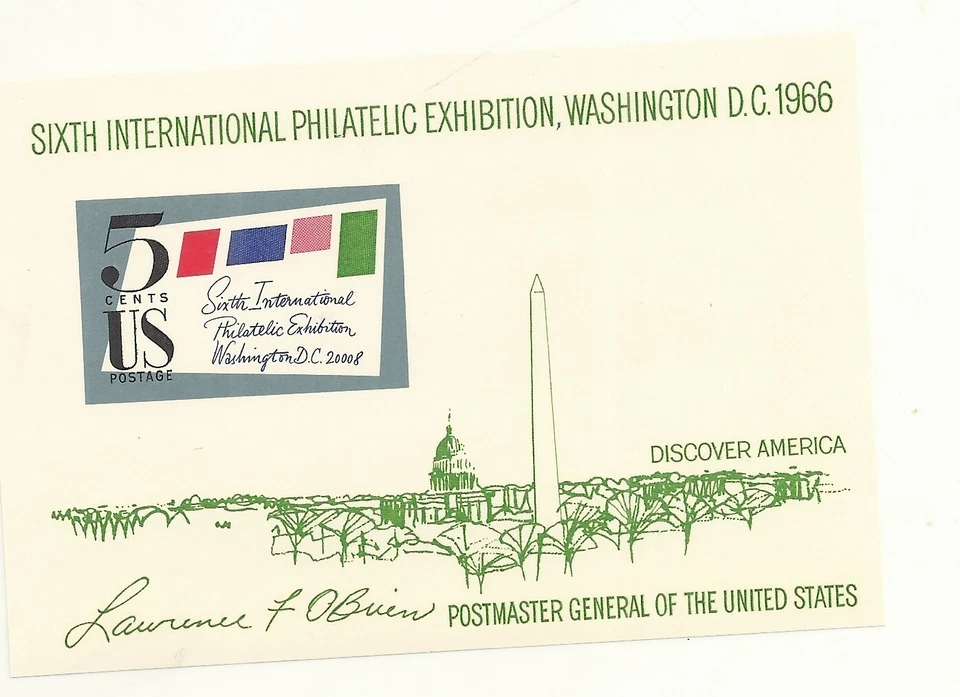 SIXTH INTERNATIONAL PHILATELIC EXHIBITION, WASHINGTON D.C. 1966
5
CENTS
US
POSTAGE
Sixth International
Philatelic Exhibition
Washington D.C. 20008
DISCOVER AMERICA
Lawrence F O'Brien POSTMASTER GENERAL OF THE UNITED STATES